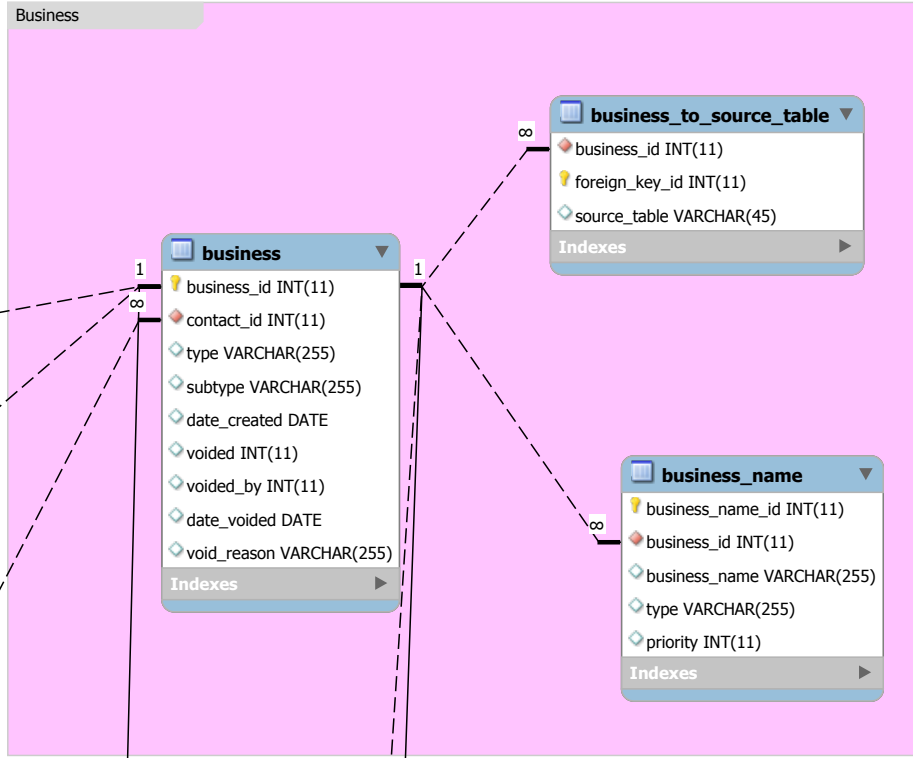 Business
business_to_source_table
∞
business_id INT(11)
foreign_key_id INT(11)
source_table VARCHAR(45)
Indexes
business
1
1
business_id INT(11)
∞
contact_id INT(11)
type VARCHAR(255)
subtype VARCHAR(255)
date_created DATE
voided INT(11)
voided_by INT(11)
date_voided DATE
void_reason VARCHAR(255)
Indexes
business_name
business_name_id INT(11)
∞
business_id INT(11)
business_name VARCHAR(255)
type VARCHAR(255)
priority INT(11)
Indexes